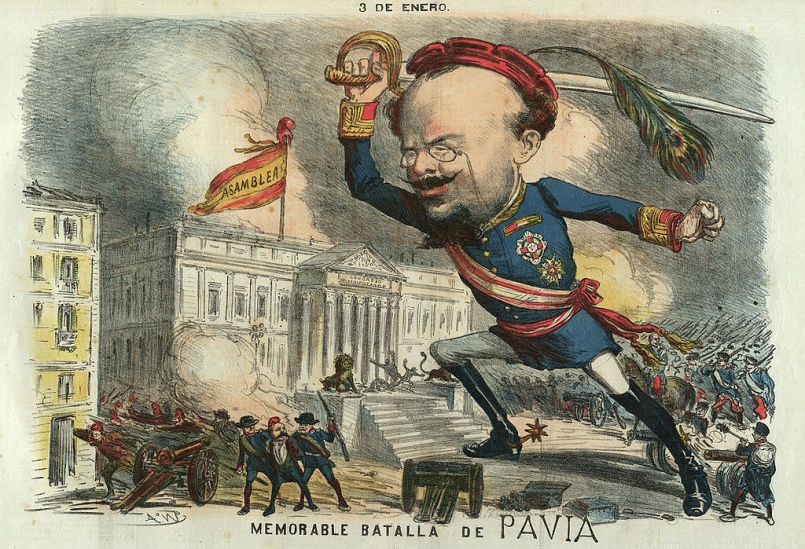 3 DE ENERO.
ASAMBLEA
MEMORABLE BATALLA DE PAVIA